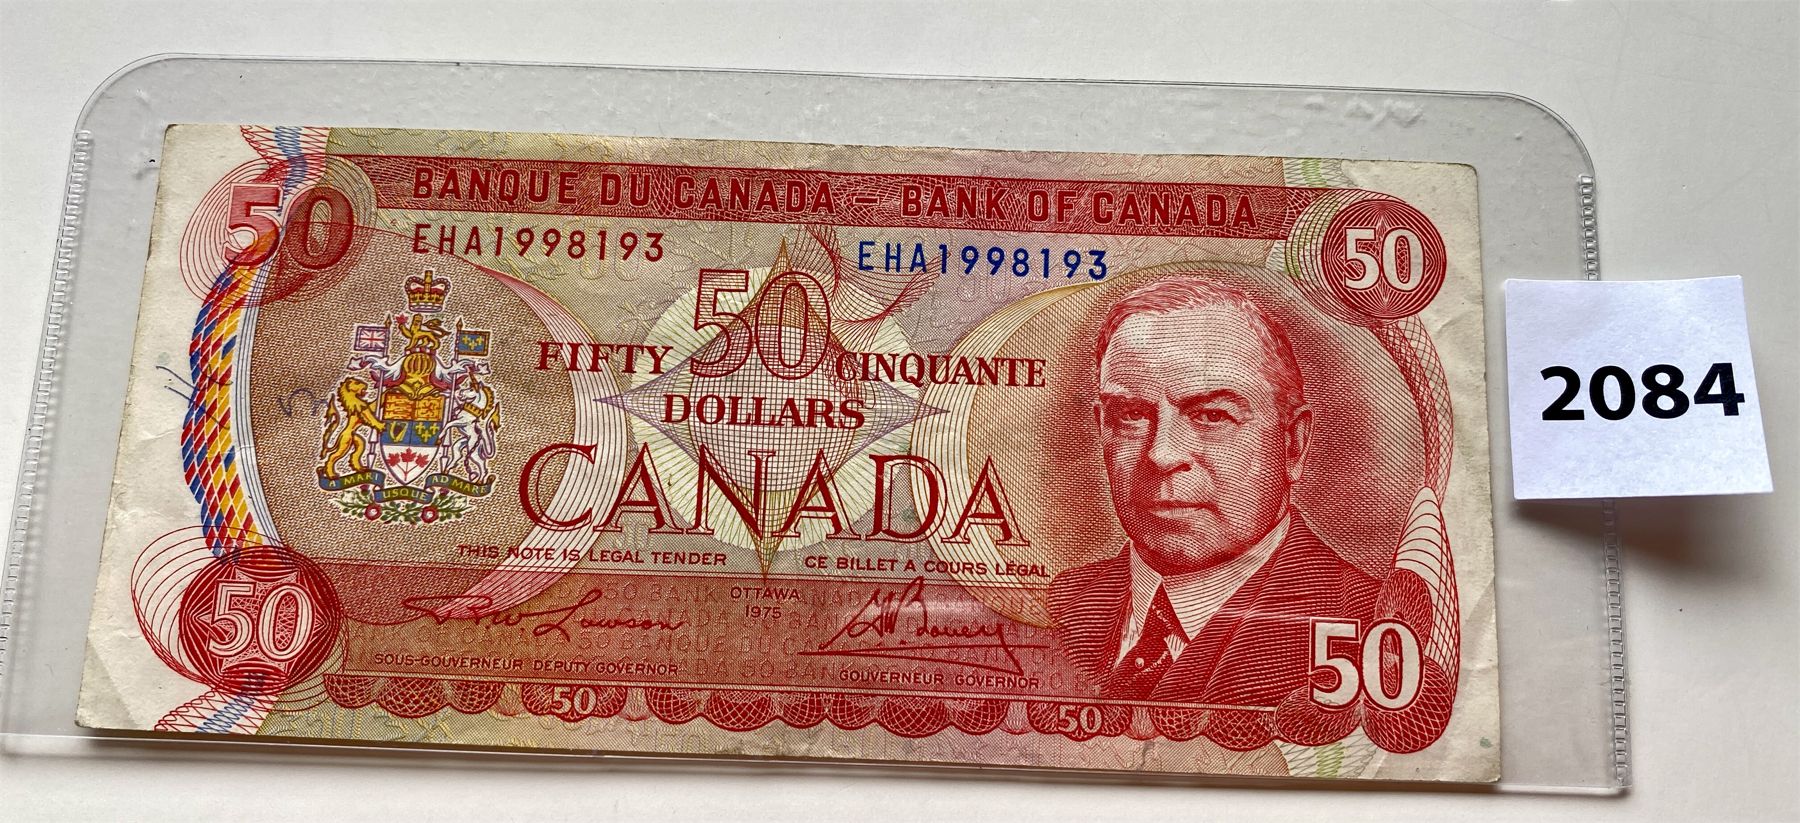 BANQUE DU CANADA – BANK OF CANADA
50
50
EHA1998193
EHA1998193
50
FIFTY
CINQUANTE
DOLLARS
CANADA
A MARI USQUE AD MARE
THIS NOTE IS LEGAL TENDER
CE BILLET A COURS LÉGAL
OTTAWA
1975
SOUS-GOUVERNEUR DEPUTY GOVERNOR
GOUVERNEUR GOVERNOR
50
50
50
50
2084